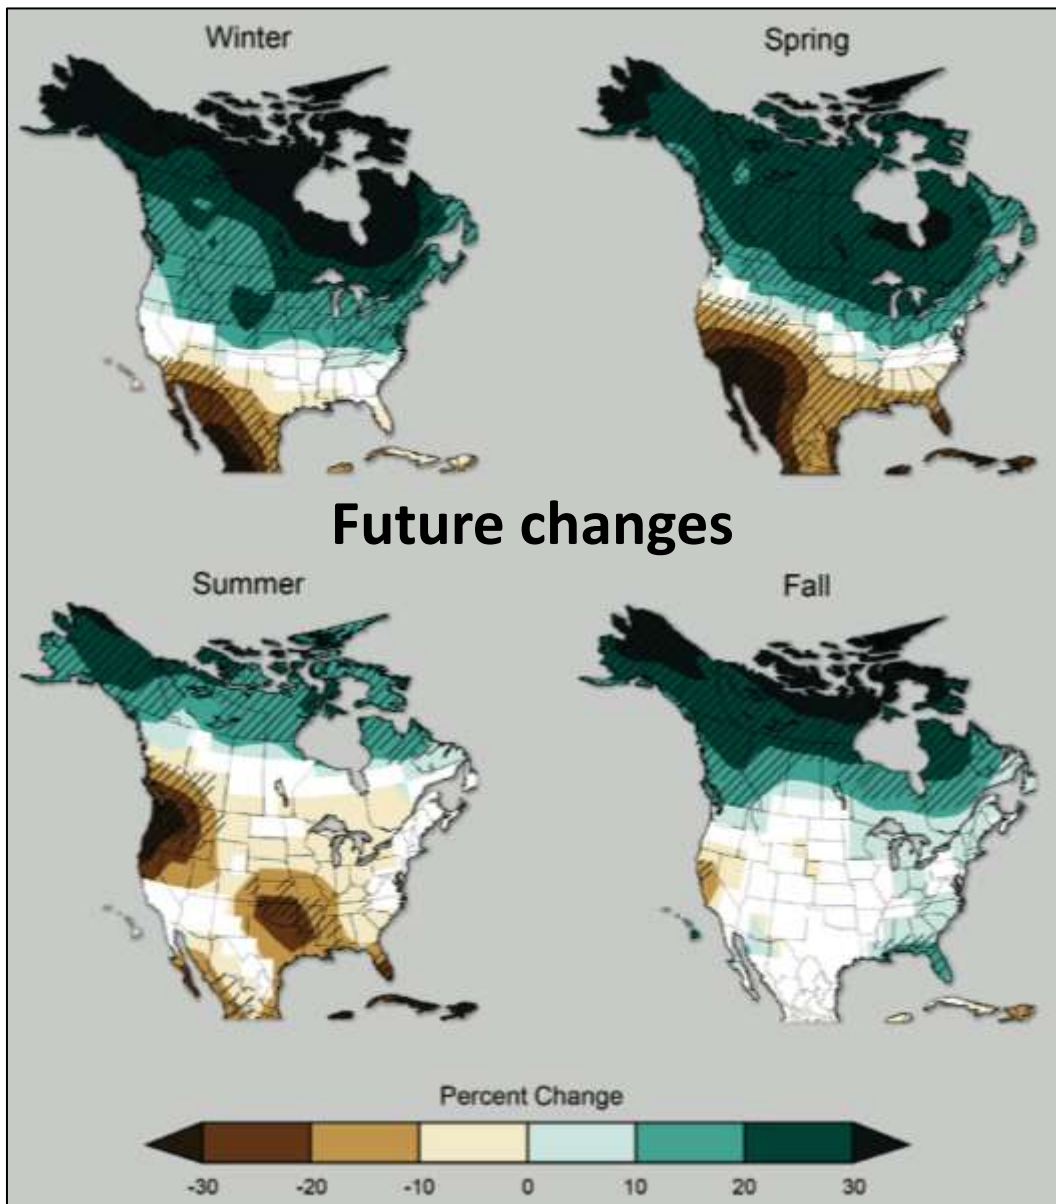 Winter
Spring
Future changes
Summer
Fall
Percent Change
-30 -20 -10 0 10 20 30